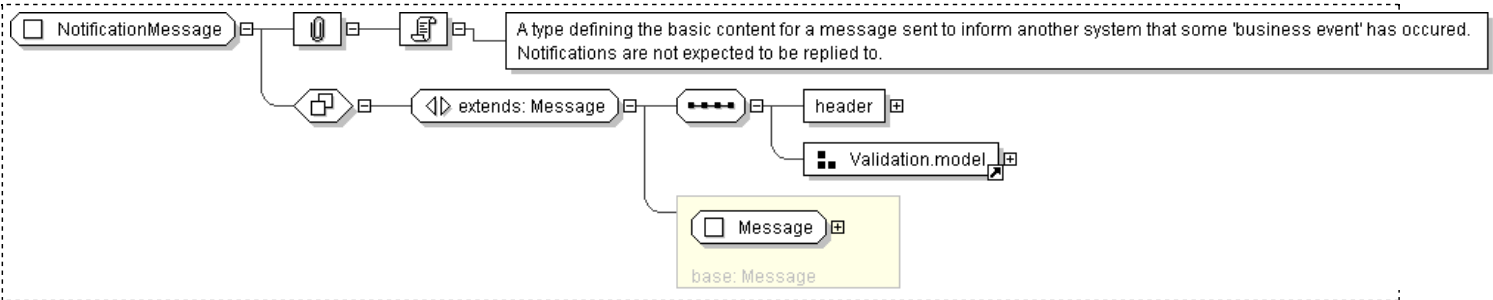 NotificationMessage
A type defining the basic content for a message sent to inform another system that some 'business event' has occured.
Notifications are not expected to be replied to.
extends: Message
header
Validation.model
Message
base: Message